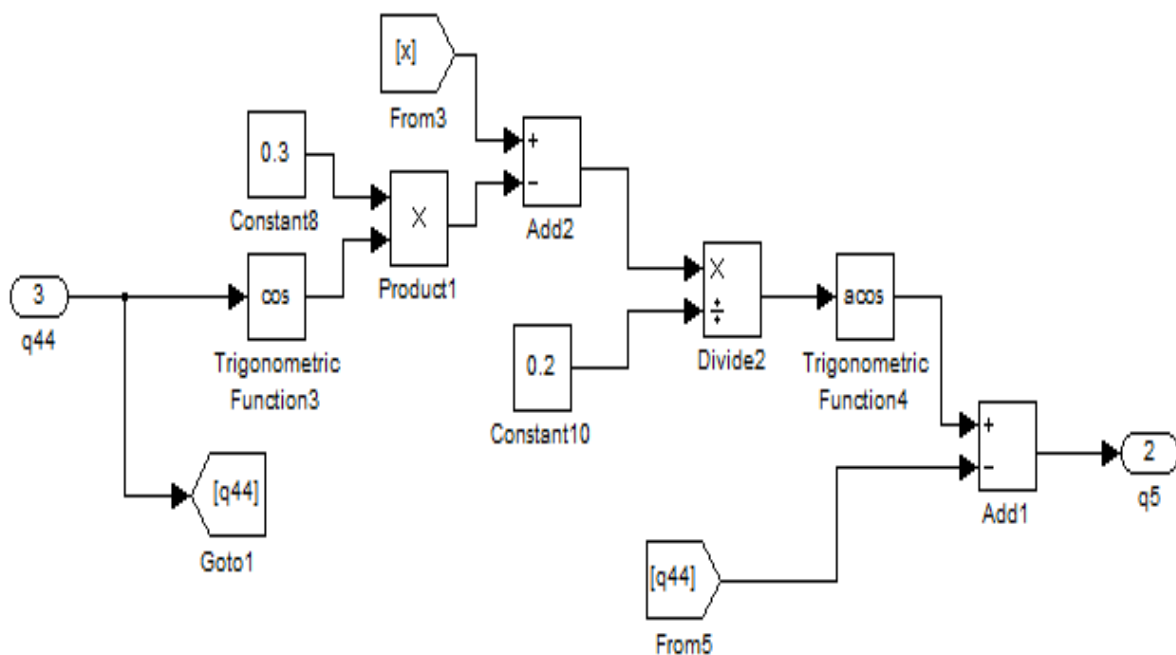 [x]
From3
0.3
Constant8
+
−
Add2
×
Product1
3
q44
cos
Trigonometric
Function3
×
÷
Divide2
0.2
Constant10
acos
Trigonometric
Function4
+
−
Add1
2
q5
[q44]
Goto1
[q44]
From5